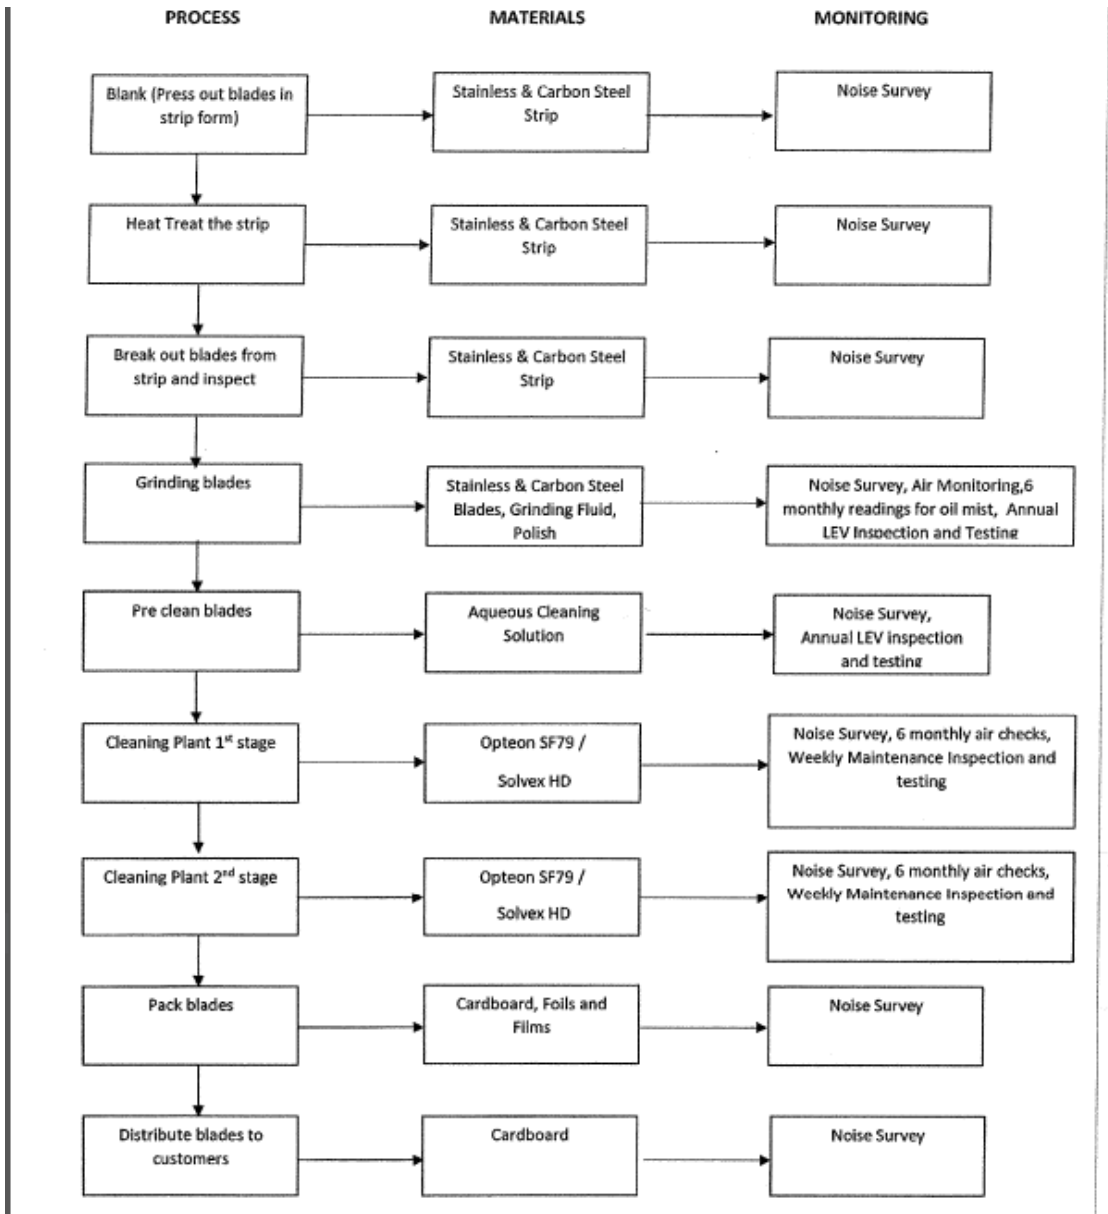 PROCESS MATERIALS MONITORING
Blank (Press out blades in
strip form)
Stainless & Carbon Steel
Strip
Noise Survey
Heat Treat the strip
Stainless & Carbon Steel
Strip
Noise Survey
Break out blades from
strip and inspect
Stainless & Carbon Steel
Strip
Noise Survey
Grinding blades
Stainless & Carbon Steel
Blades, Grinding Fluid,
Polish
Noise Survey, Air Monitoring,6
monthly readings for oil mist, Annual
LEV Inspection and Testing
Pre clean blades
Aqueous Cleaning
Solution
Noise Survey,
Annual LEV inspection
and testing
Cleaning Plant 1st stage
Opteon SF79 /
Solvex HD
Noise Survey, 6 monthly air checks,
Weekly Maintenance Inspection and
testing
Cleaning Plant 2nd stage
Opteon SF79 /
Solvex HD
Noise Survey, 6 monthly air checks,
Weekly Maintenance Inspection and
testing
Pack blades
Cardboard, Foils and
Films
Noise Survey
Distribute blades to
customers
Cardboard
Noise Survey